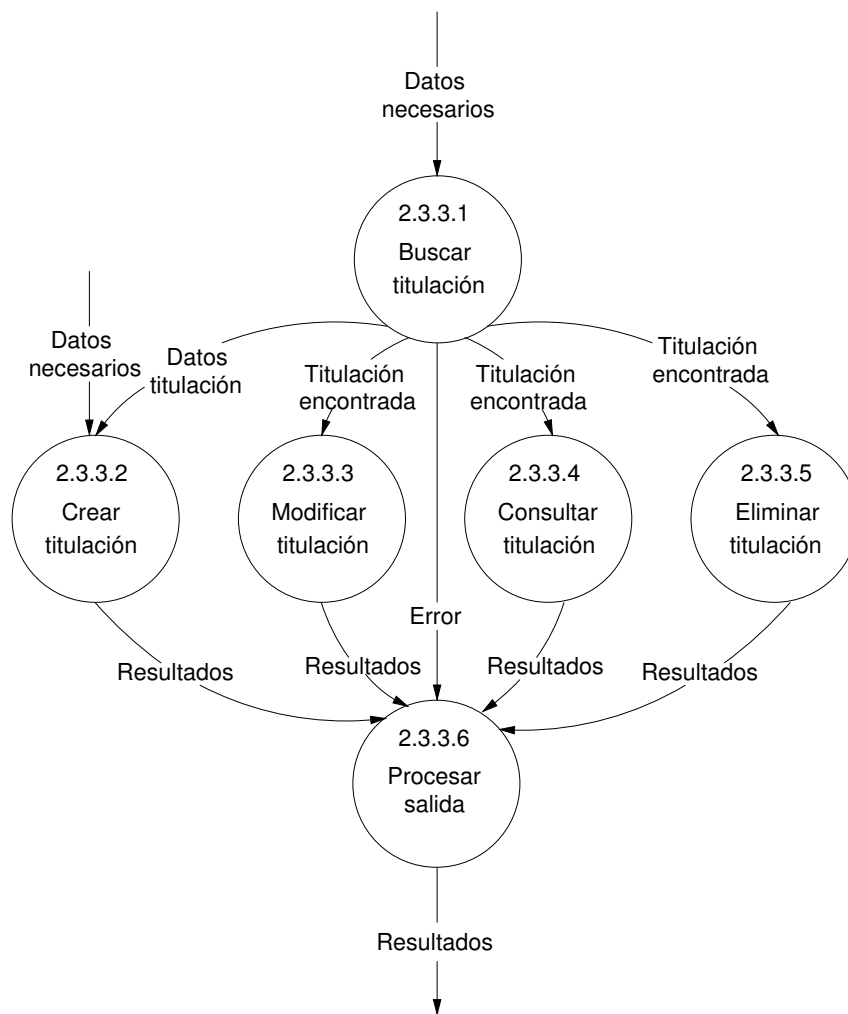 Datos
necesarios
2.3.3.1
Buscar
titulación
Datos
necesarios
Datos
titulación
Titulación
encontrada
Titulación
encontrada
Titulación
encontrada
2.3.3.2
Crear
titulación
2.3.3.3
Modificar
titulación
2.3.3.4
Consultar
titulación
2.3.3.5
Eliminar
titulación
Error
Resultados
Resultados
Resultados
Resultados
2.3.3.6
Procesar
salida
Resultados